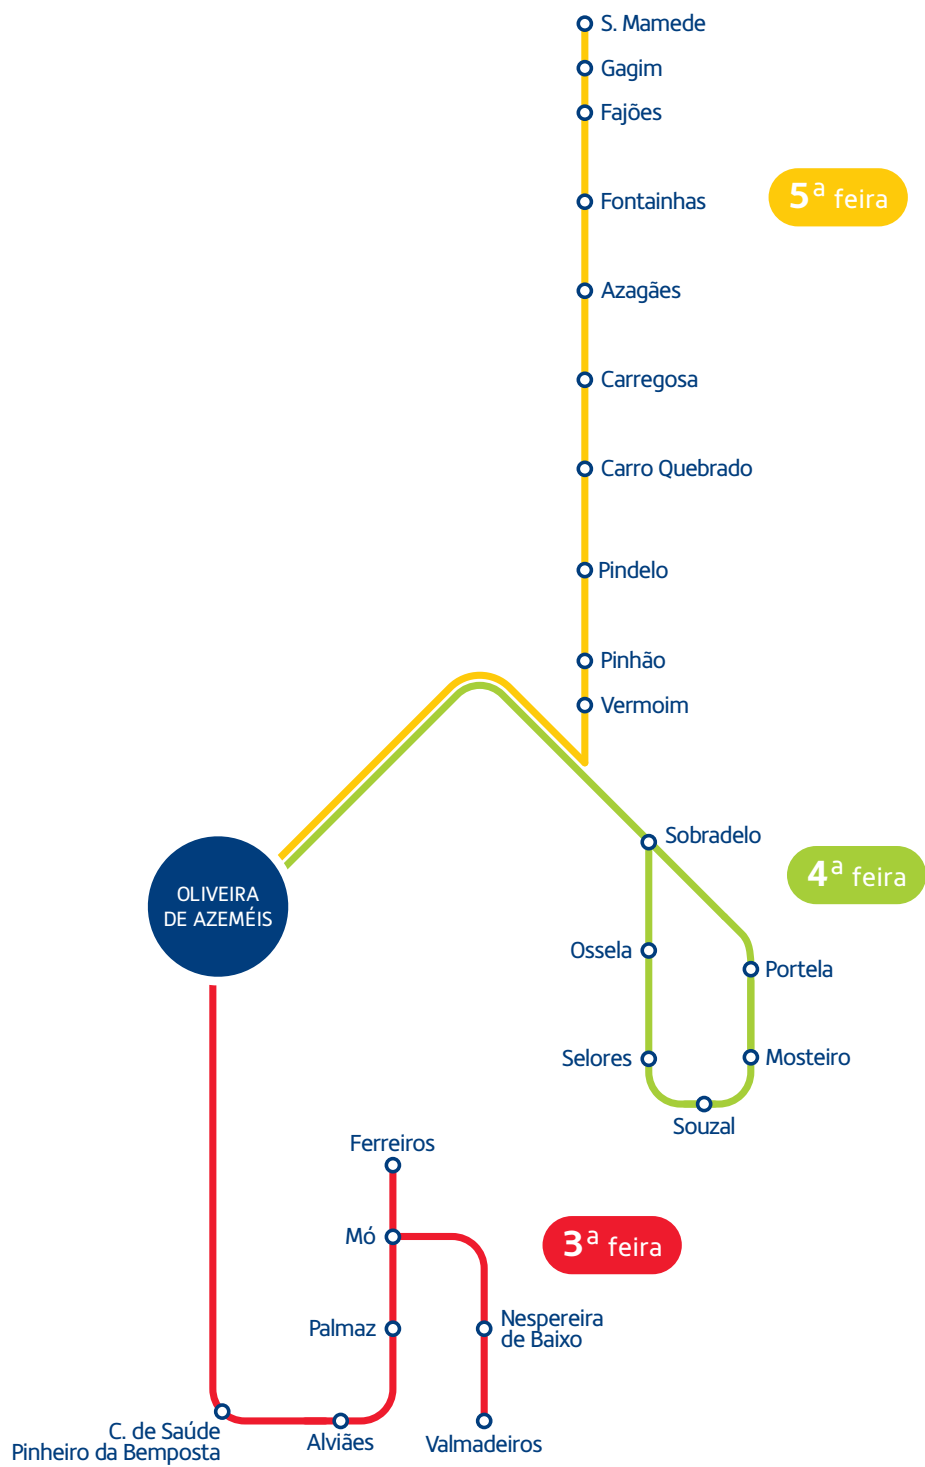 S. Mamede
Gagim
Fajões
Fontainhas
5ª feira
Azagães
Carregosa
Carro Quebrado
Pindelo
Pinhão
Vermoim
Sobradelo
4ª feira
OLIVEIRA
DE AZEMÉIS
Ossela
Portela
Selores
Mosteiro
Souzal
Ferreiros
Mó
3ª feira
Palmaz
Nespereira
de Baixo
C. de Saúde
Pinheiro da Bemposta
Alviães
Valmadeiros